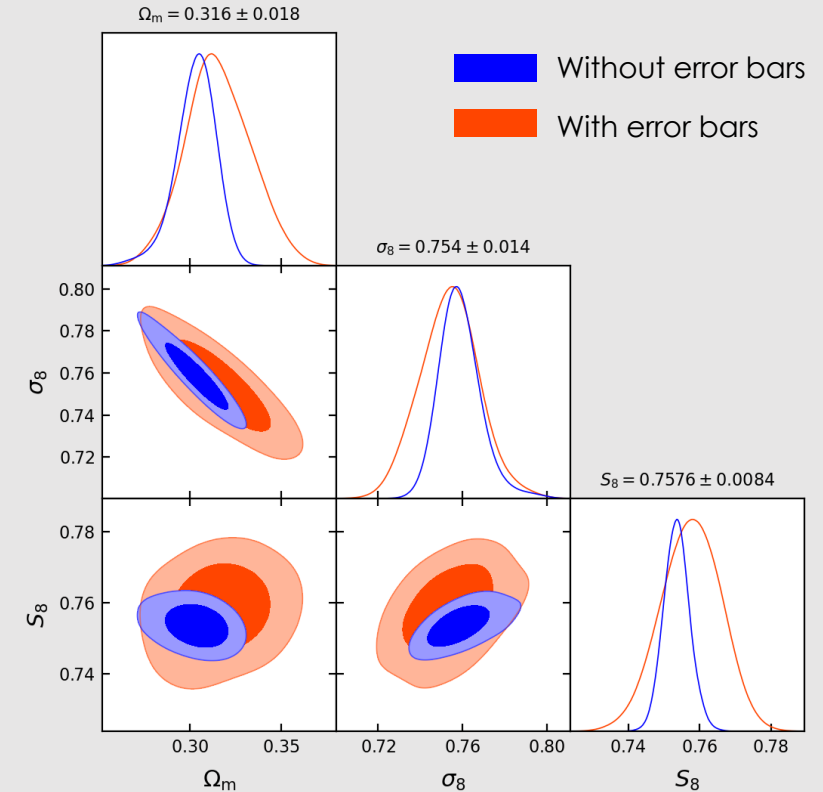 Ωₘ = 0.316 ± 0.018
Without error bars
With error bars
σ₈ = 0.754 ± 0.014
0.80
0.78
0.76
0.74
0.72
σ₈
S₈ = 0.7576 ± 0.0084
0.78
0.76
0.74
S₈
0.30 0.35 0.72 0.76 0.80 0.74 0.76 0.78
Ωₘ σ₈ S₈